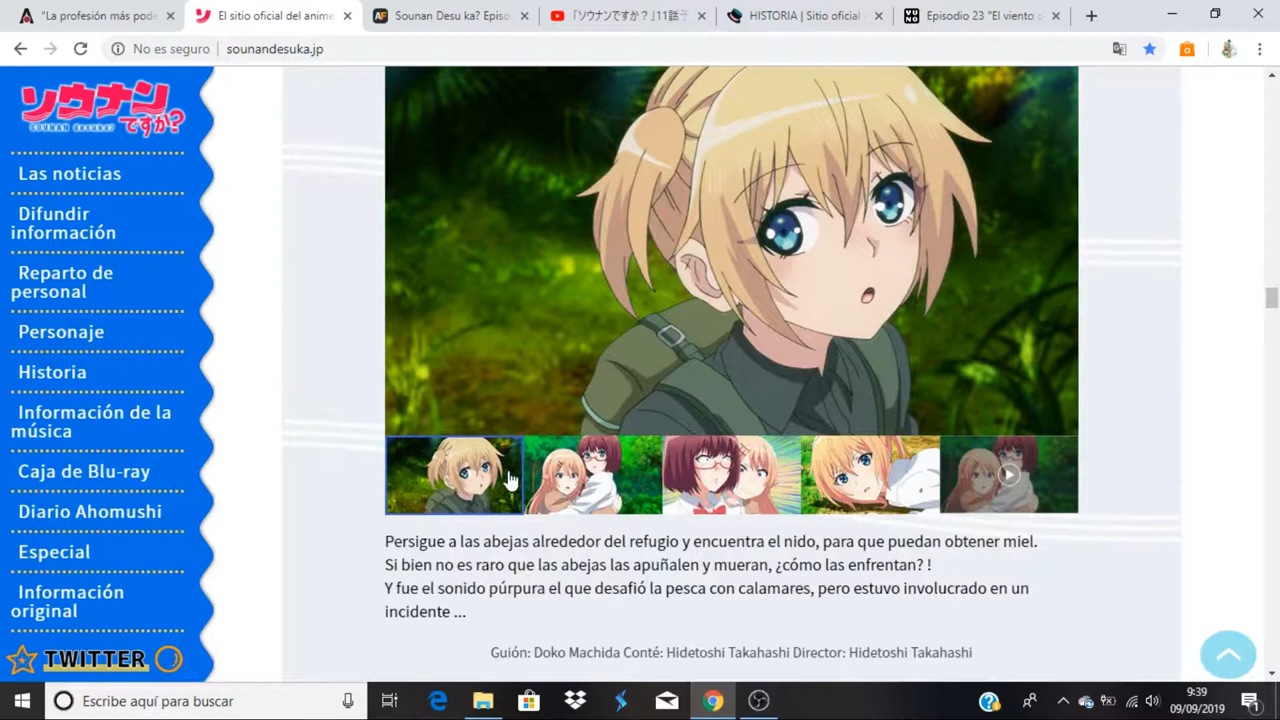 "La profesión más pode
El sitio oficial del anime
Sounan Desu ka? Episo
「ソウナンですか？」11話予
HISTORIA | Sitio oficial
Episodio 23 "El viento q
No es seguro
sounandesuka.jp
ソウナン
ですか?
SOUNAN desuka?
Las noticias
Difundir
información
Reparto de
personal
Personaje
Historia
Información de la
música
Caja de Blu-ray
Diario Ahomushi
Especial
Información
original
TWITTER
Persigue a las abejas alrededor del refugio y encuentra el nido, para que puedan obtener miel.
Si bien no es raro que las abejas las apuñalen y mueran, ¿cómo las enfrentan? !
Y fue el sonido púrpura el que desafió la pesca con calamares, pero estuvo involucrado en un
incidente ...
Guión: Doko Machida Conté: Hidetoshi Takahashi Director: Hidetoshi Takahashi
Escribe aquí para buscar
9:39
09/09/2019